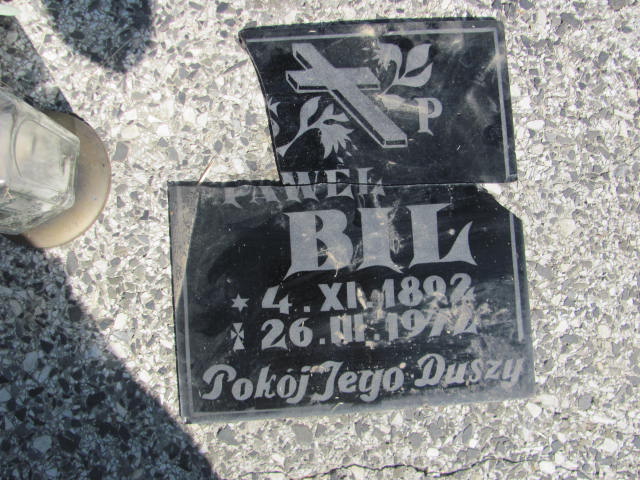 P
PAWEŁ
BIL
* 4. XI. 1892
26. III. 1972
Pokój Jego Duszy